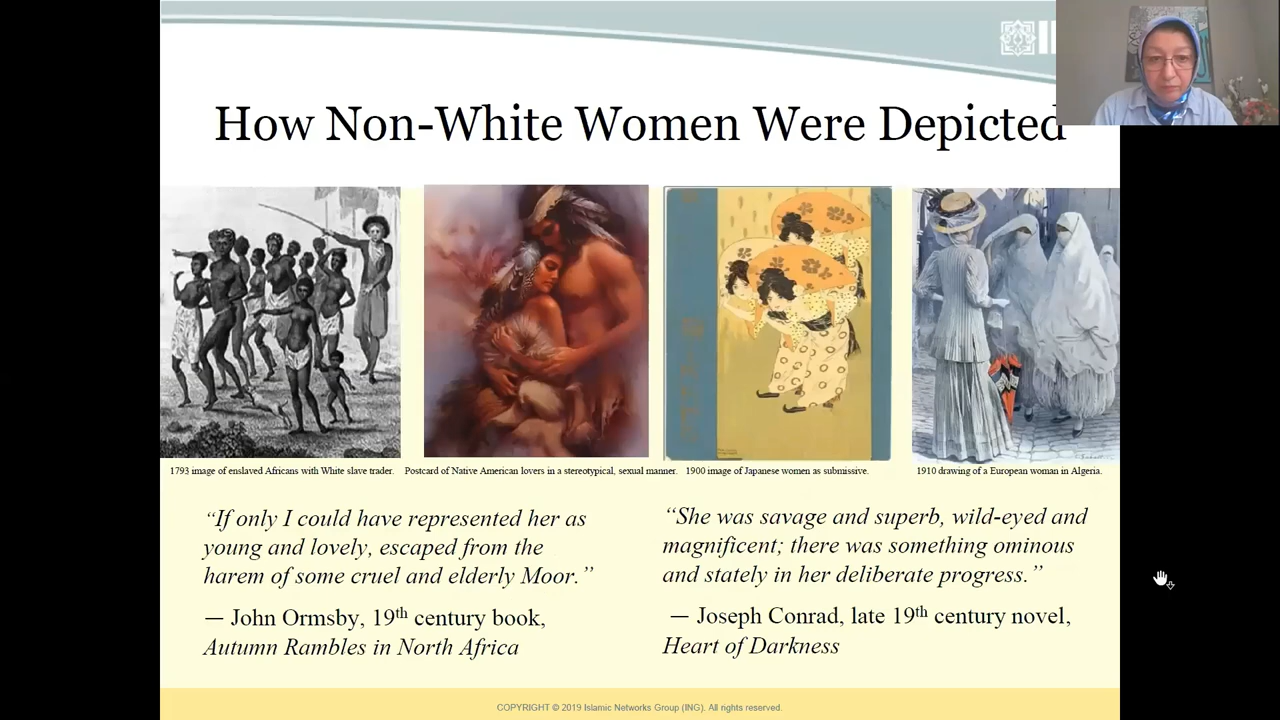 How Non-White Women Were Depicted
1793 image of enslaved Africans with White slave trader.
Postcard of Native American lovers in a stereotypical, sexual manner.
1900 image of Japanese women as submissive.
1910 drawing of a European woman in Algeria.
“If only I could have represented her as
young and lovely, escaped from the
harem of some cruel and elderly Moor.”
— John Ormsby, 19th century book,
Autumn Rambles in North Africa
“She was savage and superb, wild-eyed and
magnificent; there was something ominous
and stately in her deliberate progress.”
— Joseph Conrad, late 19th century novel,
Heart of Darkness
COPYRIGHT © 2019 Islamic Networks Group (ING). All rights reserved.